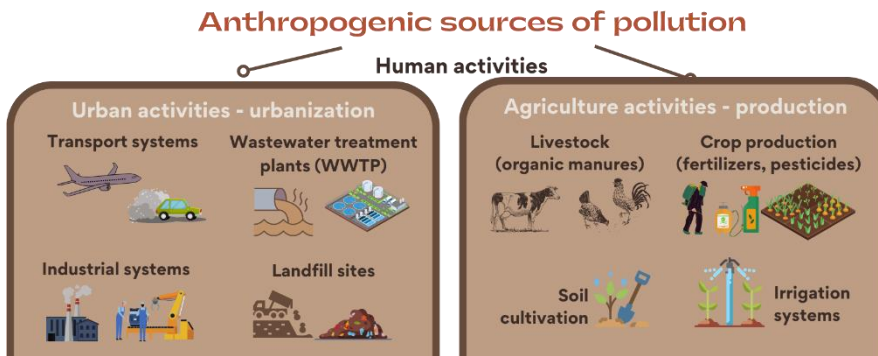 Anthropogenic sources of pollution
Human activities
Urban activities - urbanization
Transport systems
Wastewater treatment
plants (WWTP)
Industrial systems
Landfill sites
Agriculture activities - production
Livestock
(organic manures)
Crop production
(fertilizers, pesticides)
Soil
cultivation
Irrigation
systems